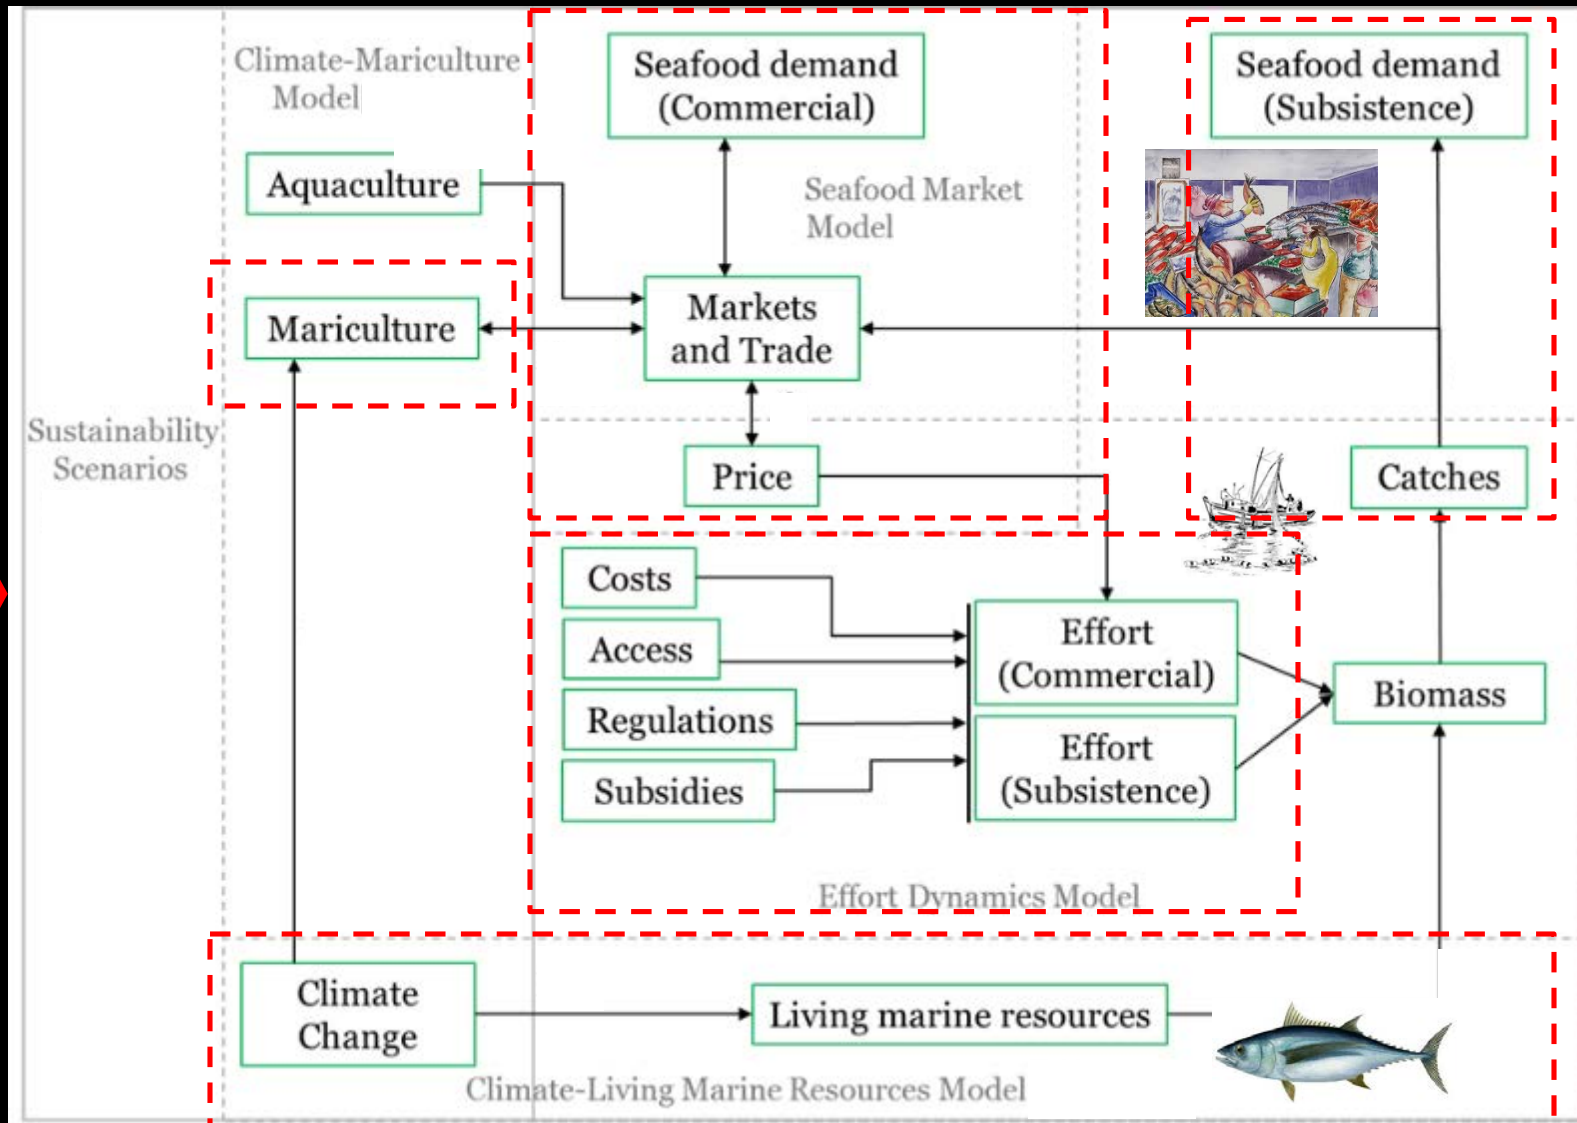 Climate-Mariculture
Model
Seafood demand
(Commercial)
Seafood demand
(Subsistence)
Aquaculture
Seafood Market
Model
Mariculture
Markets
and Trade
Sustainability
Scenarios
Price
Catches
Costs
Access
Regulations
Subsidies
Effort
(Commercial)
Effort
(Subsistence)
Biomass
Effort Dynamics Model
Climate
Change
Living marine resources
Climate-Living Marine Resources Model